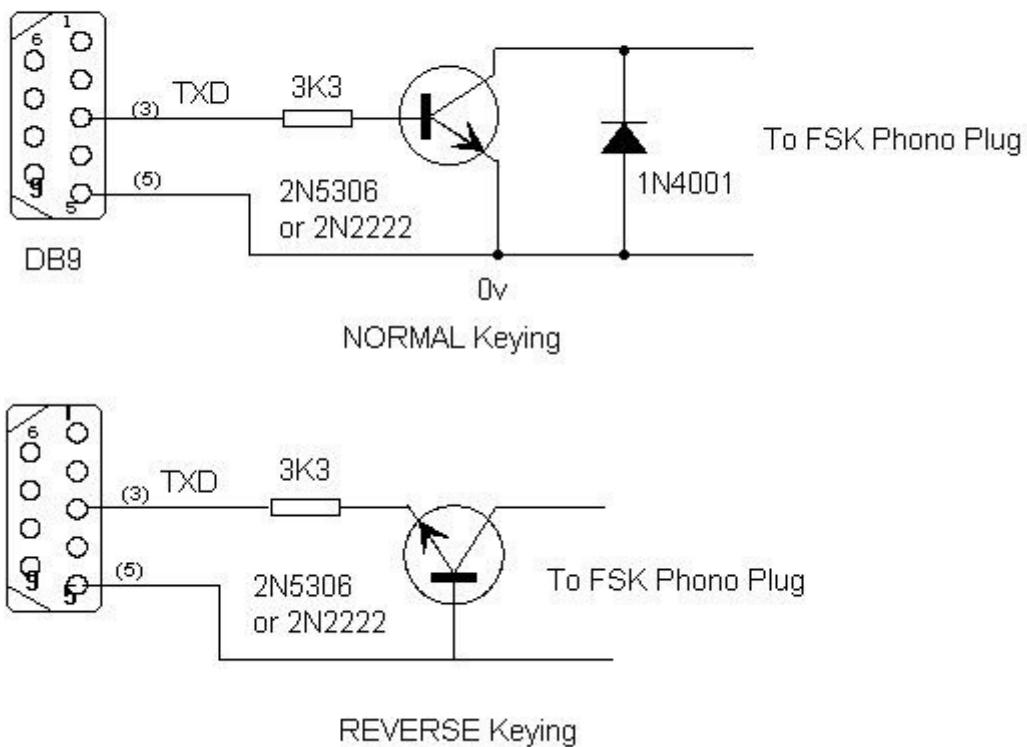 1
6
(3)
TXD
3K3
To FSK Phono Plug
9
5
(5)
2N5306
or 2N2222
1N4001
DB9
0v
NORMAL Keying
1
6
(3)
TXD
3K3
9
5
(5)
2N5306
or 2N2222
To FSK Phono Plug
REVERSE Keying